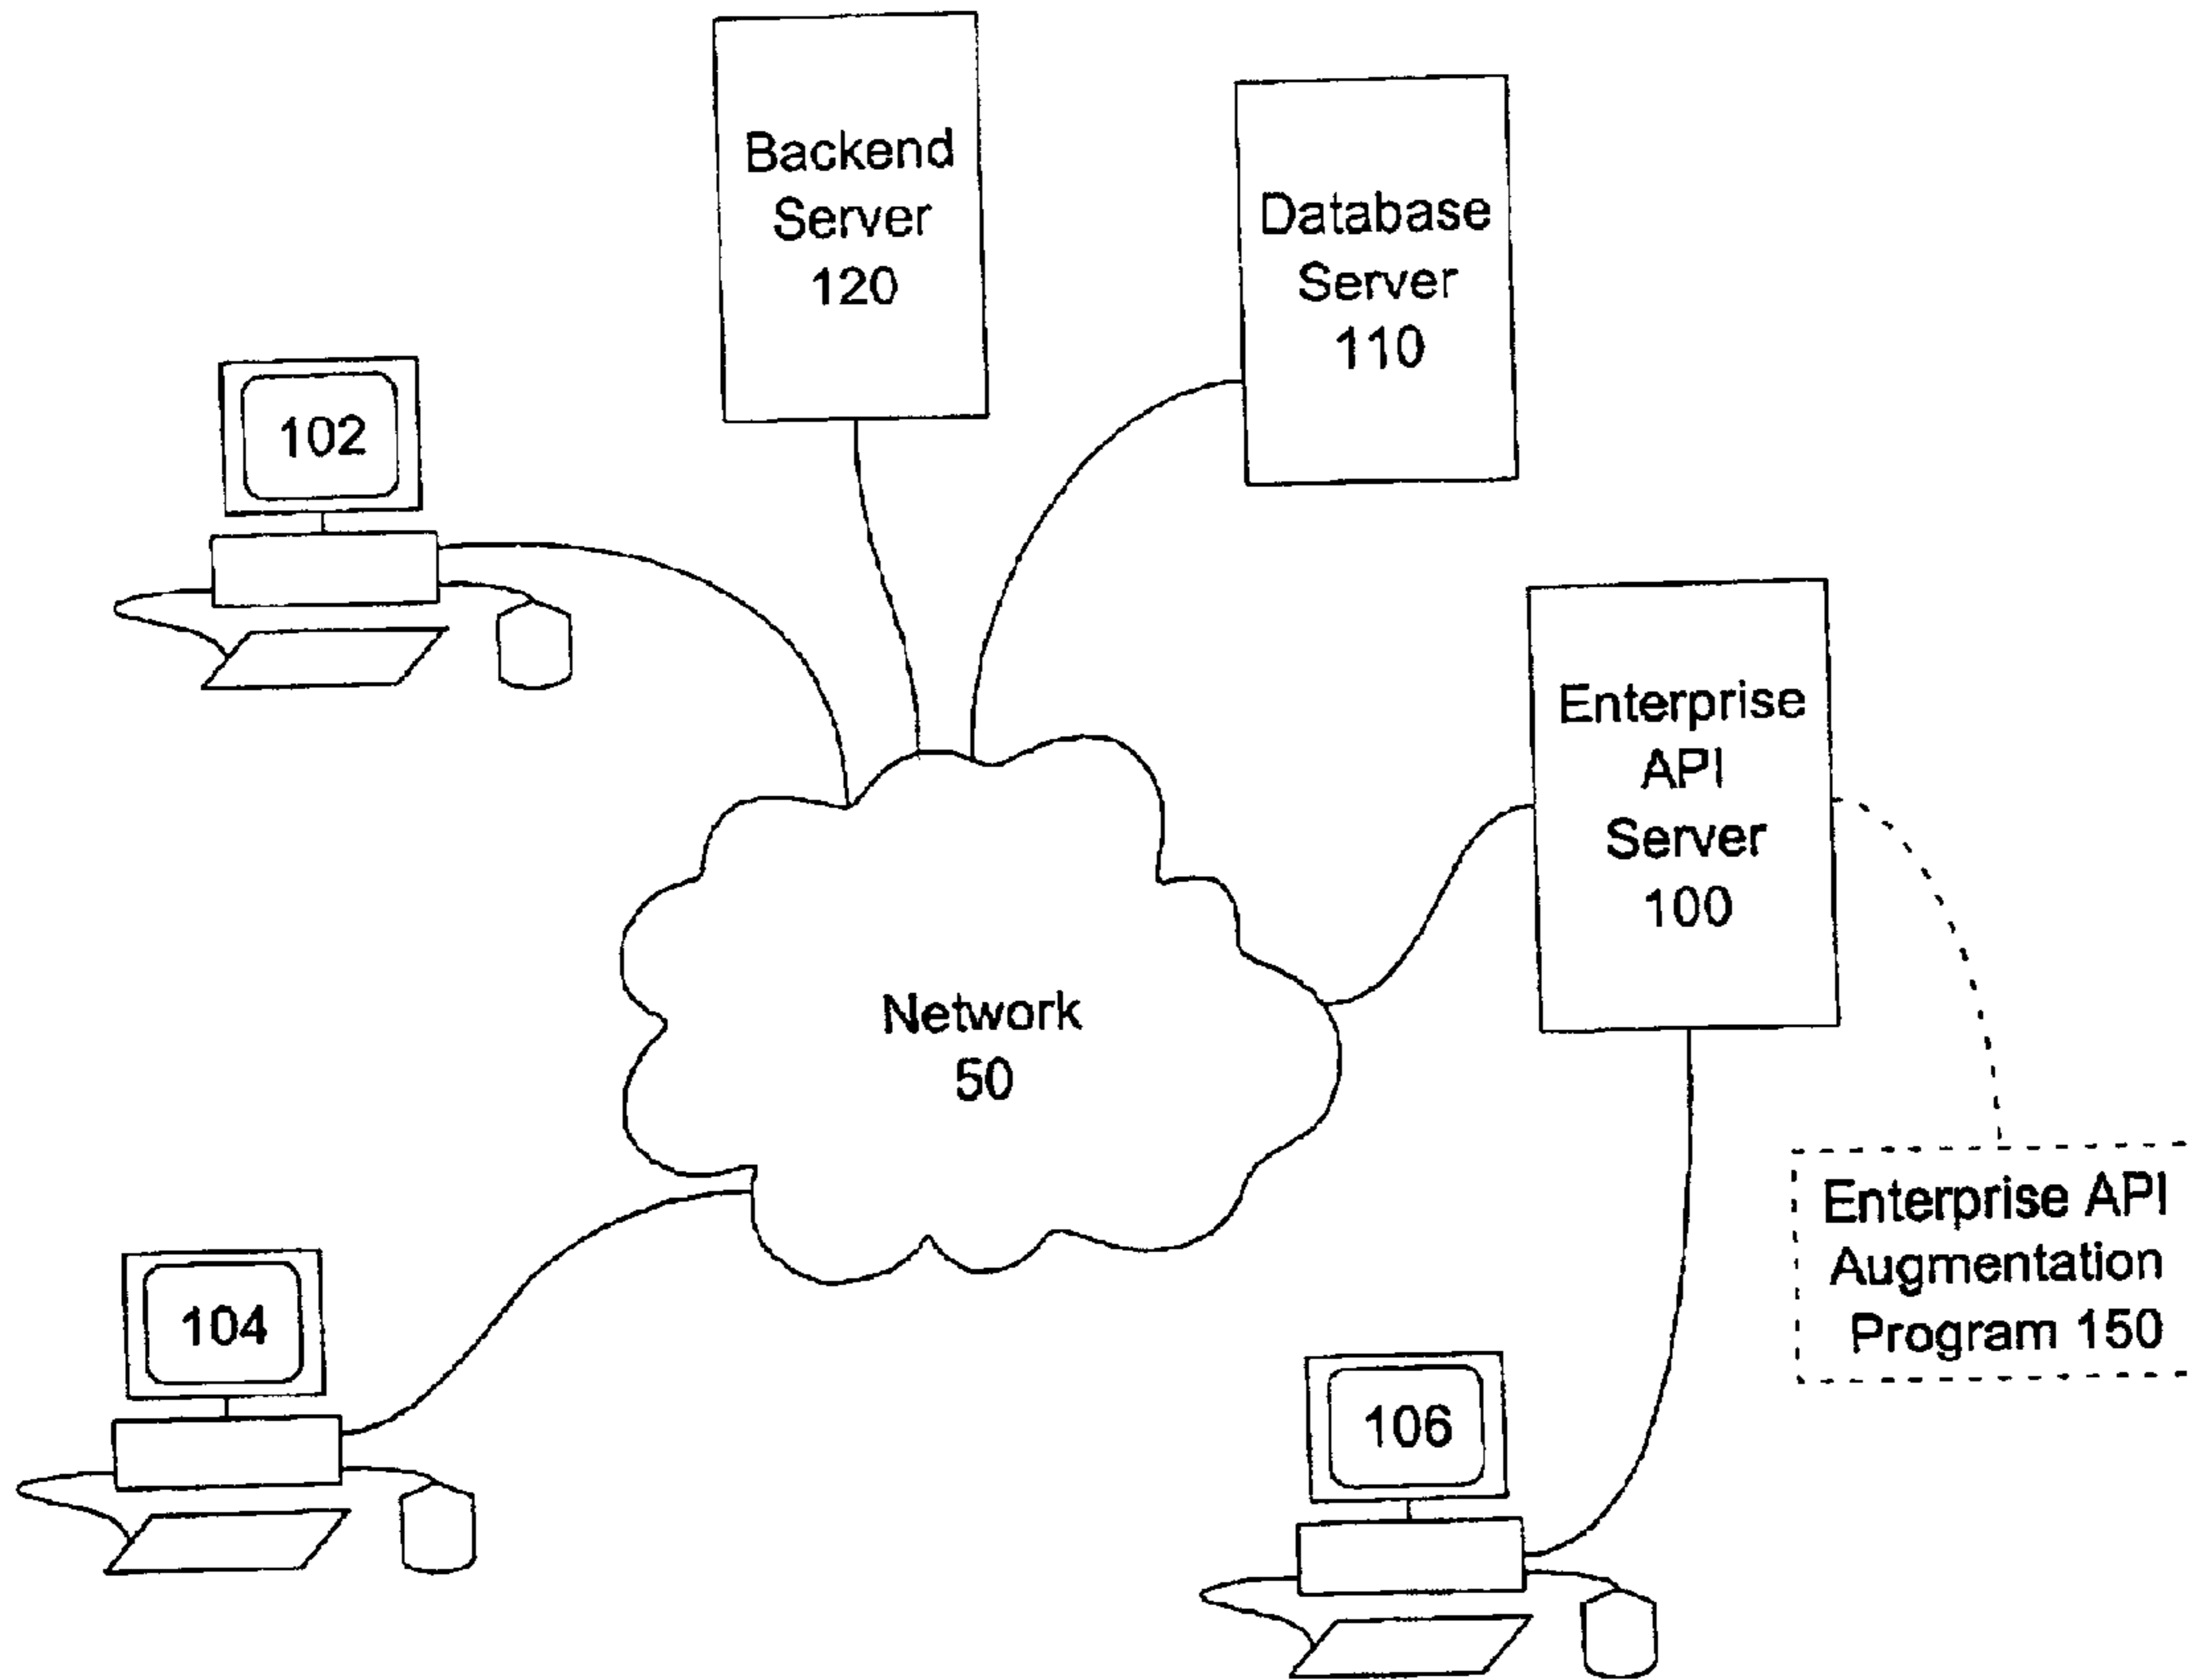 Backend
Server
120
Database
Server
110
102
Enterprise
API
Server
100
Network
50
Enterprise API
Augmentation
Program 150
104
106